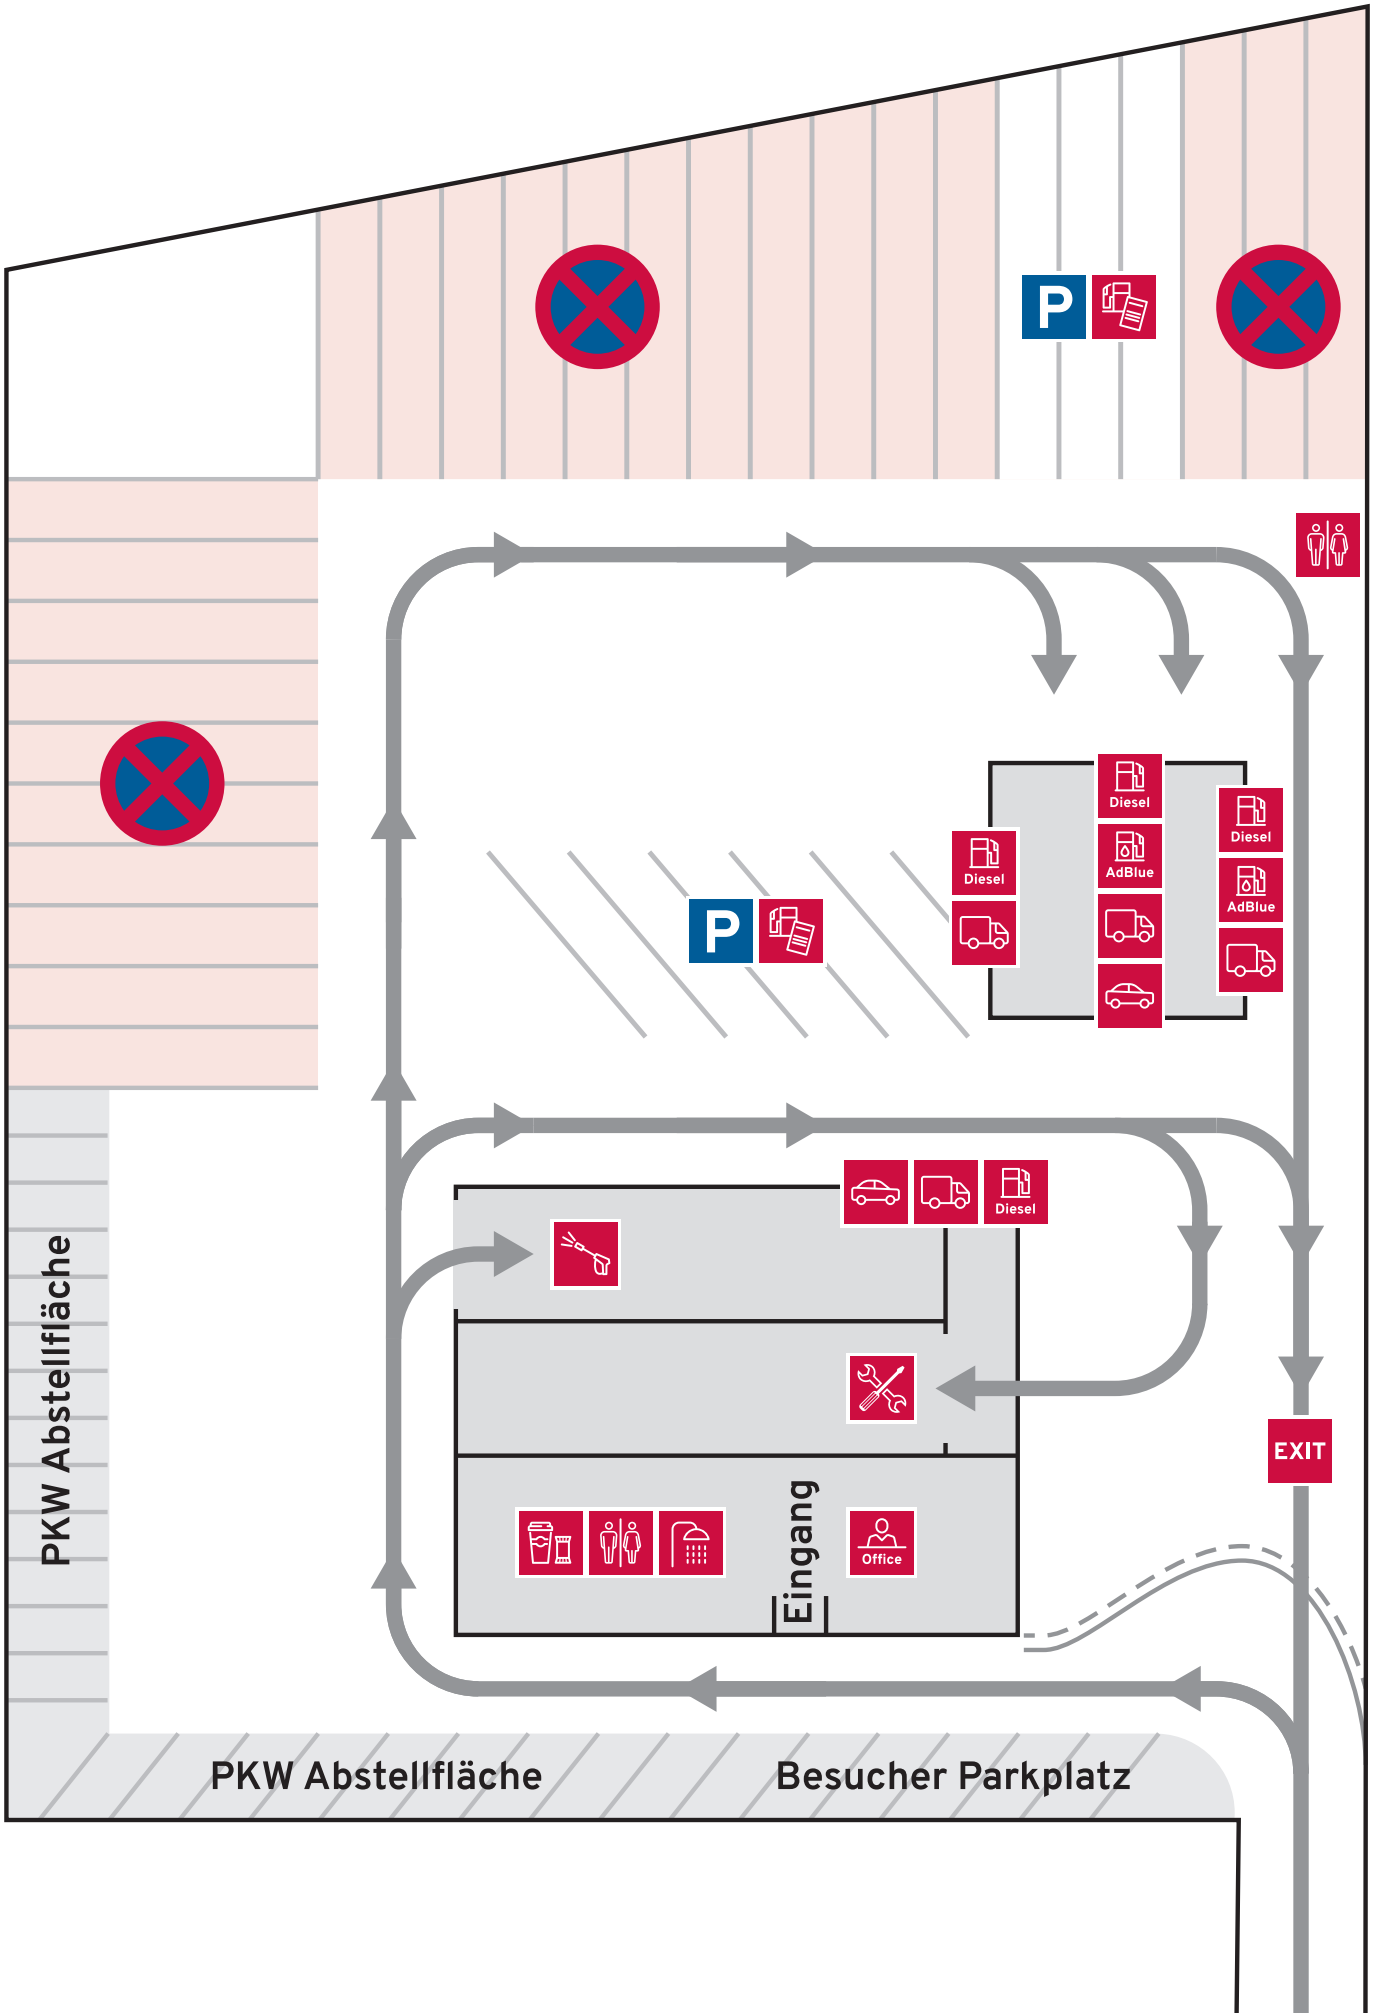 P
Diesel
Diesel
Diesel
AdBlue
AdBlue
P
Diesel
PKW Abstellfläche
EXIT
Eingang
Office
PKW Abstellfläche
Besucher Parkplatz